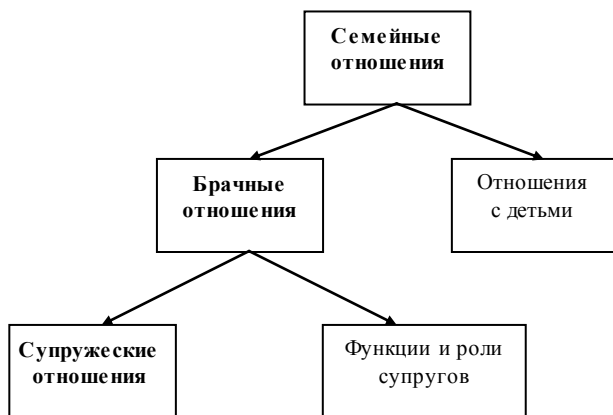 Семейные
отношения
Брачные
отношения
Отношения
с детьми
Супружеские
отношения
Функции и роли
супругов